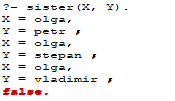 ?- sister(X, Y).
X = olga,
Y = petr ;
X = olga,
Y = stepan ;
X = olga,
Y = vladimir ;
false.